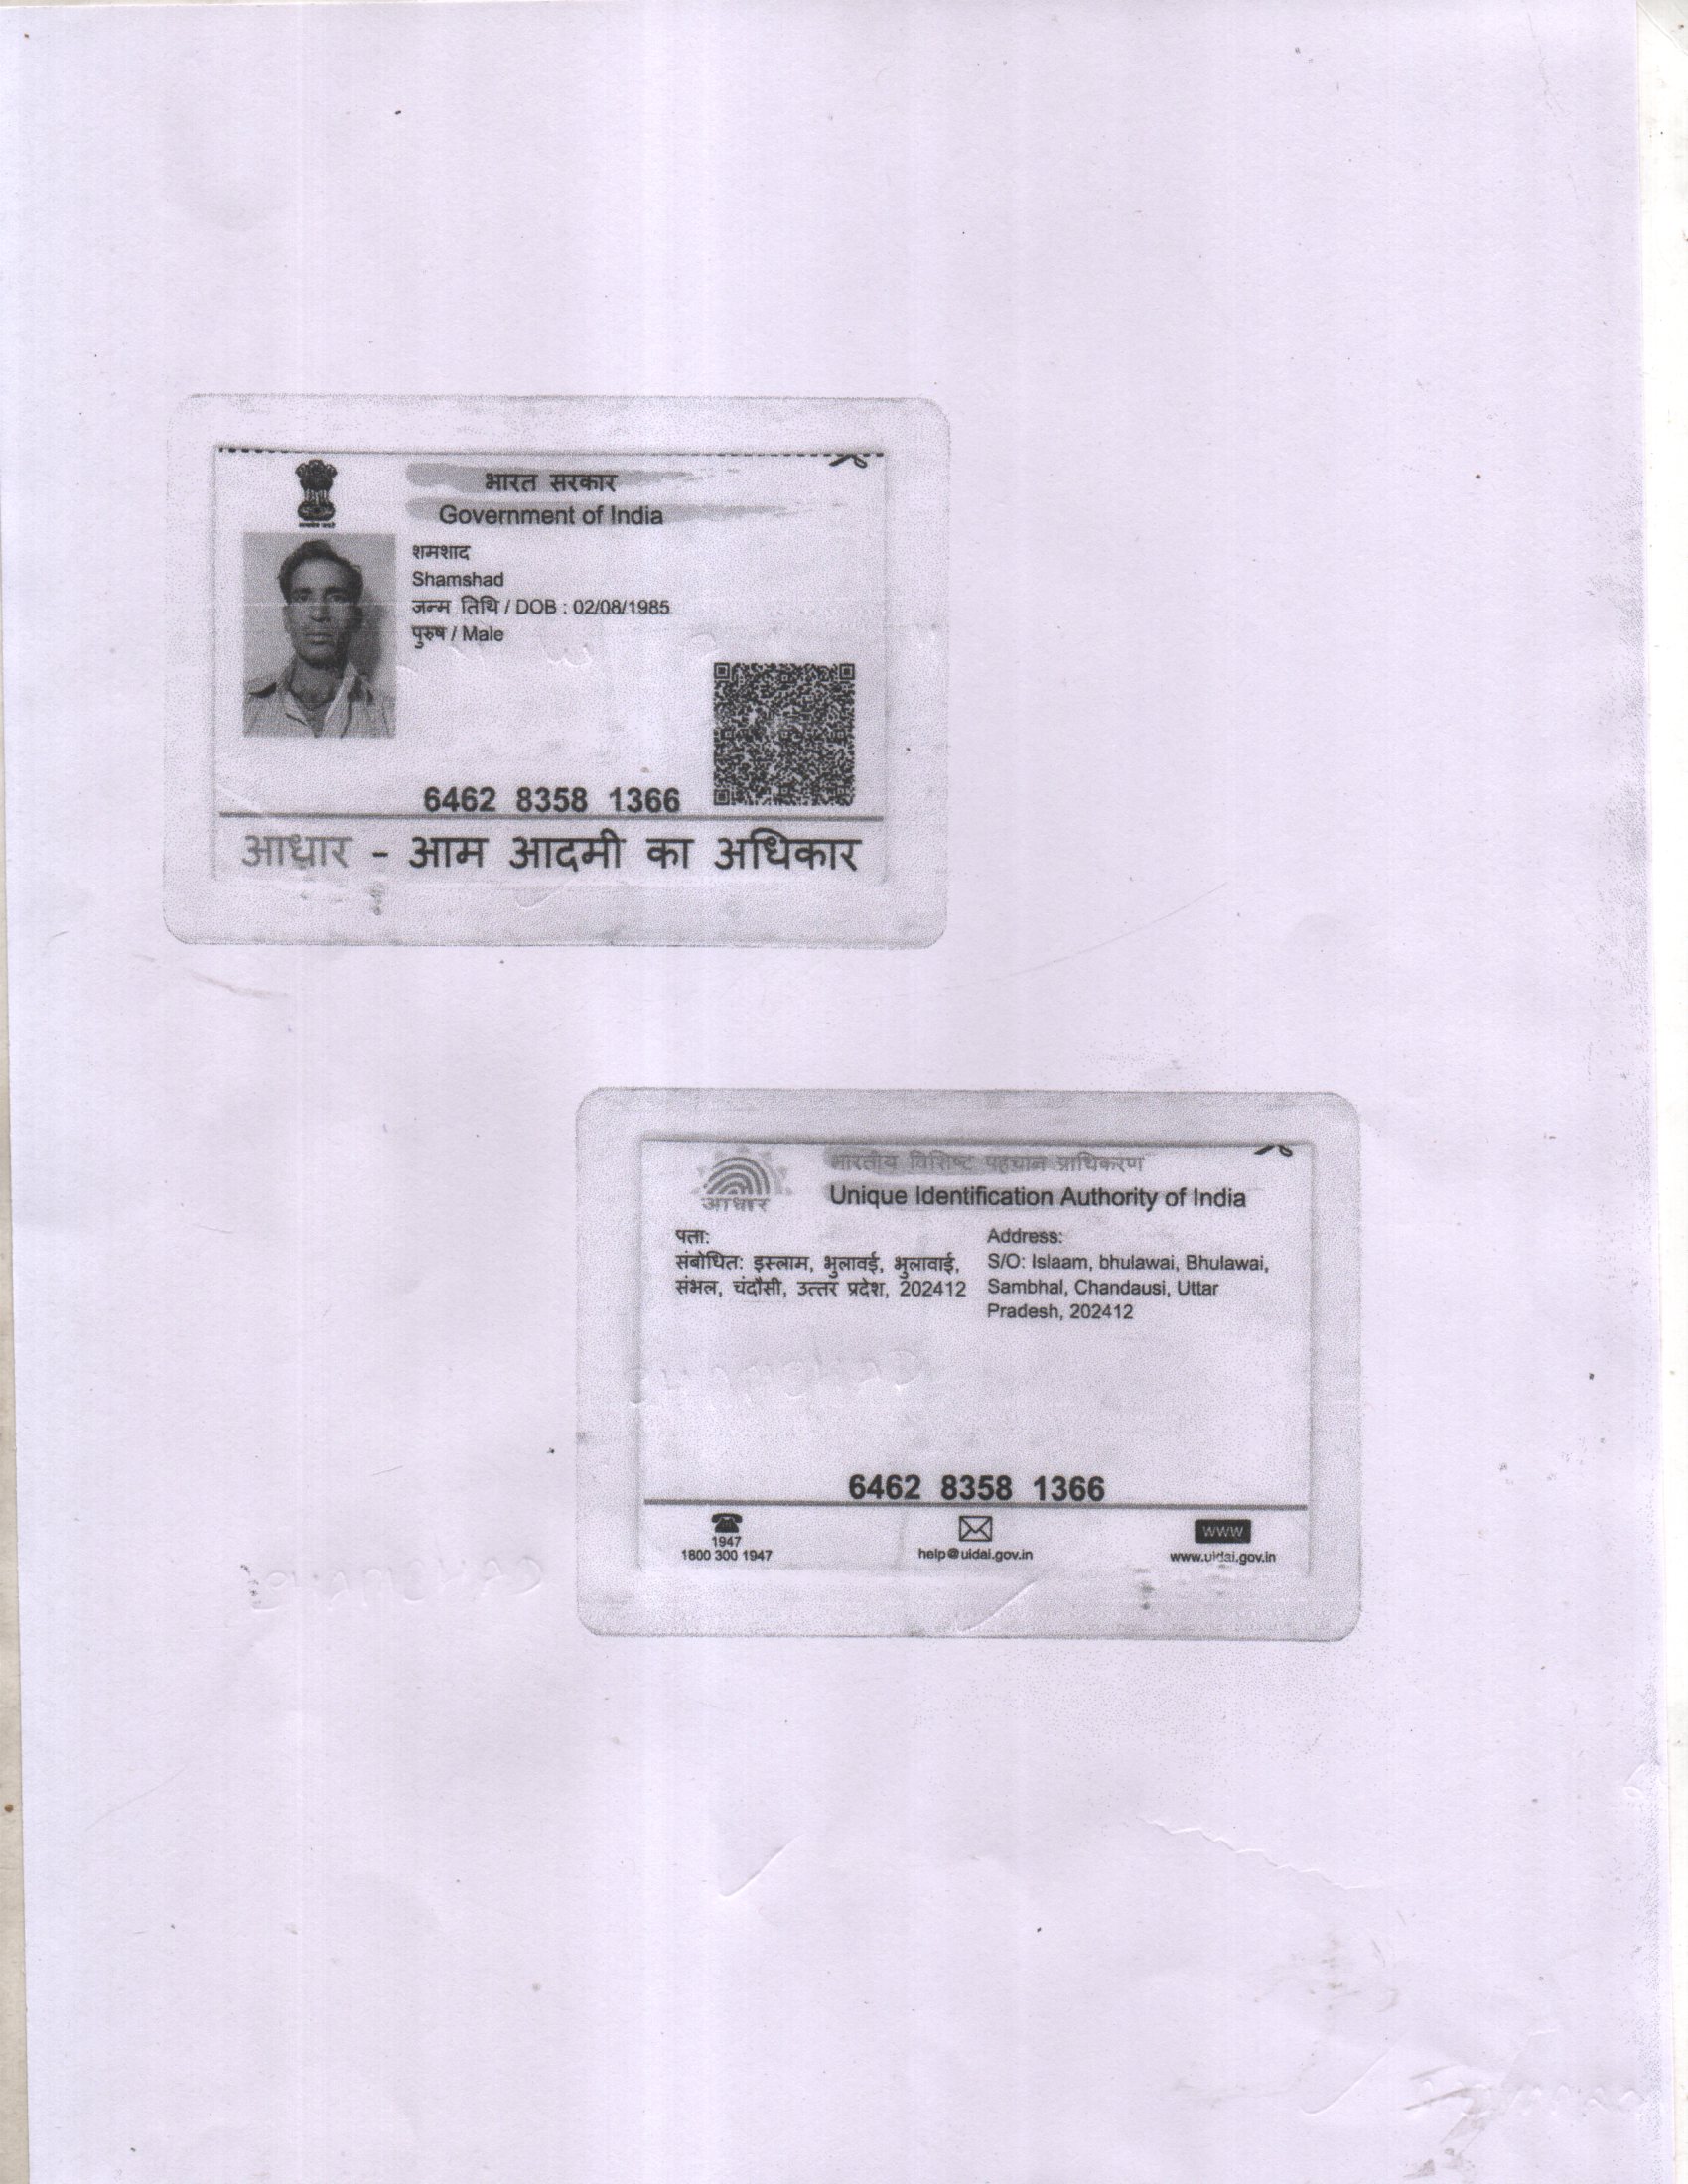 भारत सरकार
Government of India
शमशाद
Shamshad
जन्म तिथि / DOB : 02/08/1985
पुरुष / Male
6462 8358 1366
आधार - आम आदमी का अधिकार
भारतीय विशिष्ट पहचान प्राधिकरण
Unique Identification Authority of India
आधार
पता:
संबोधित: इस्लाम, भुलावई, भुलावाई,
संभल, चंदौसी, उत्तर प्रदेश, 202412
Address:
S/O: Islaam, bhulawai, Bhulawai,
Sambhal, Chandausi, Uttar
Pradesh, 202412
6462 8358 1366
1947
1800 300 1947
help@uidai.gov.in
www
www.uidai.gov.in